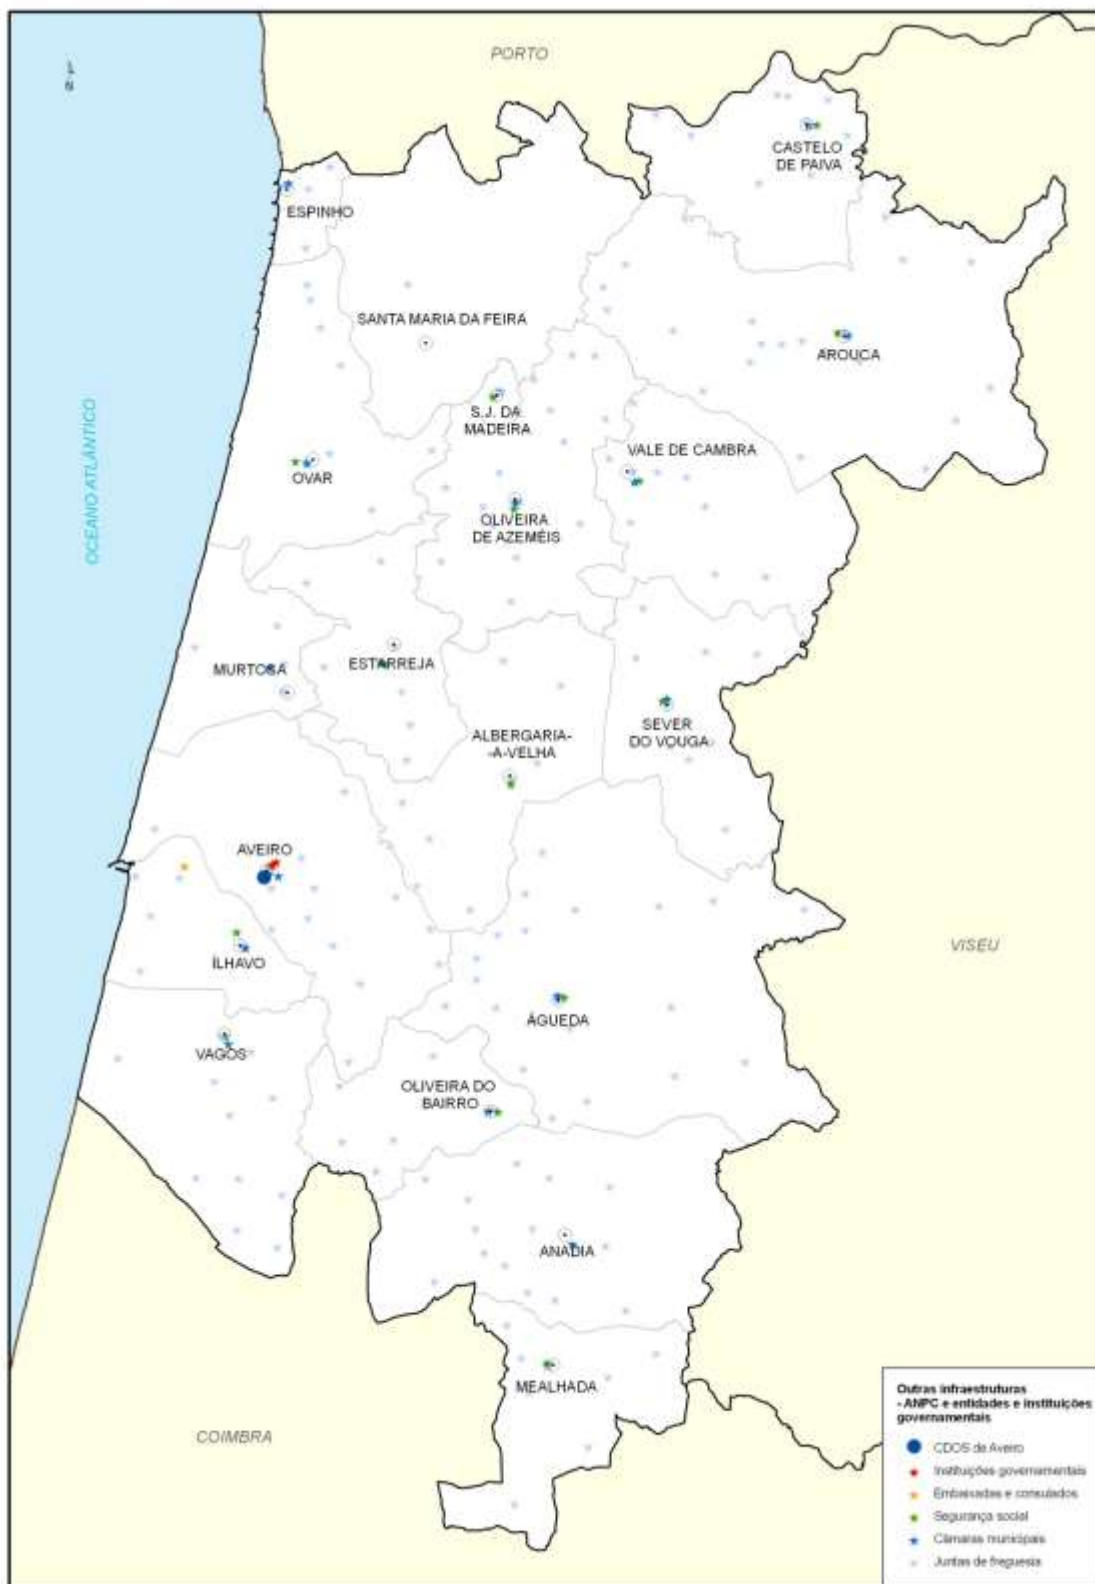 PORTO
N
CASTELO
DE PAIVA
ESPINHO
SANTA MARIA DA FEIRA
AROUCA
S.J. DA
MADEIRA
OCEANO ATLÂNTICO
VALE DE CAMBRA
OVAR
OLIVEIRA
DE AZEMÉIS
MURTOSA
ESTARREJA
SEVER
DO VOUGA
ALBERGARIA-
-A-VELHA
AVEIRO
VISEU
ÍLHAVO
ÁGUEDA
VAGOS
OLIVEIRA DO
BAIRRO
ANADIA
MEALHADA
COIMBRA
Outras infraestruturas
- ANPC e entidades e instituições
governamentais
CDOS de Aveiro
Instituições governamentais
Embaixadas e consulados
Segurança social
Câmaras municipais
Juntas de freguesia